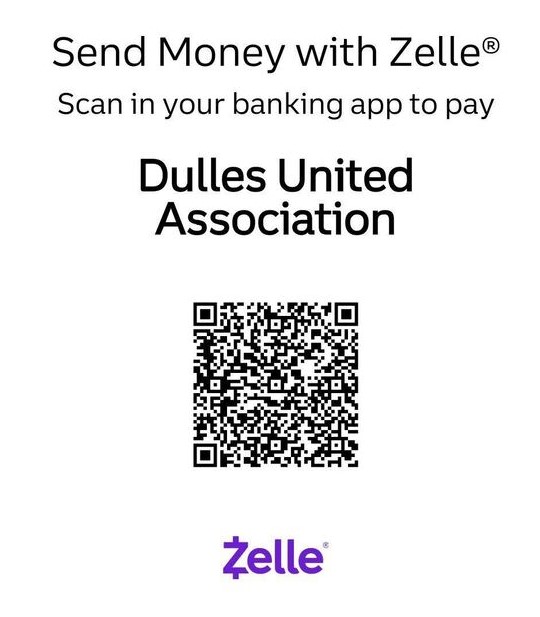 Send Money with Zelle®
Scan in your banking app to pay
Dulles United
Association
Zelle®